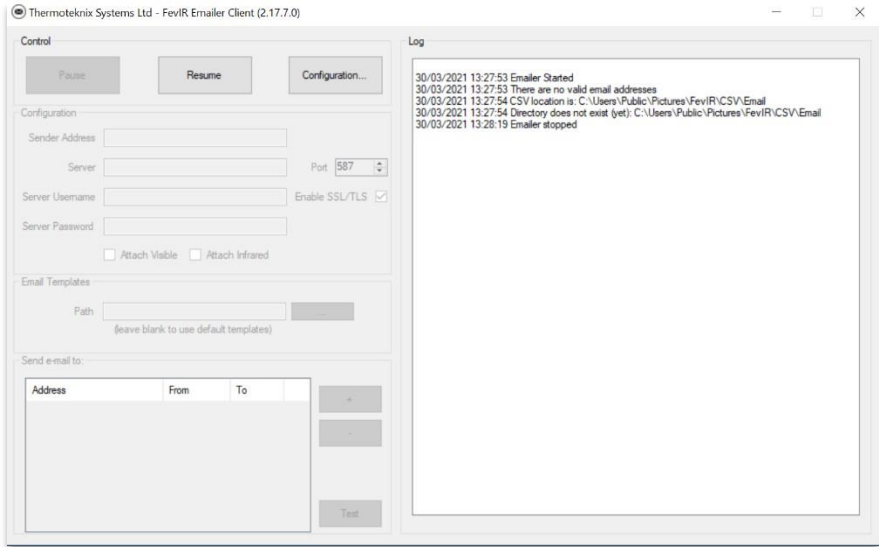 Thermoteknix Systems Ltd - FevIR Emailer Client (2.17.7.0)
Control
Pause
Resume
Configuration...
Configuration
Sender Address
Server
Port 587
Server Username
Enable SSL/TLS
Server Password
Attach Visible
Attach Infrared
Email Templates
Path
...
(leave blank to use default templates)
Send e-mail to:
Address From To
+
-
Test
Log
30/03/2021 13:27:53 Emailer Started
30/03/2021 13:27:53 There are no valid email addresses
30/03/2021 13:27:54 CSV location is: C:\Users\Public\Pictures\FevIR\CSV\Email
30/03/2021 13:27:54 Directory does not exist (yet): C:\Users\Public\Pictures\FevIR\CSV\Email
30/03/2021 13:28:19 Emailer stopped